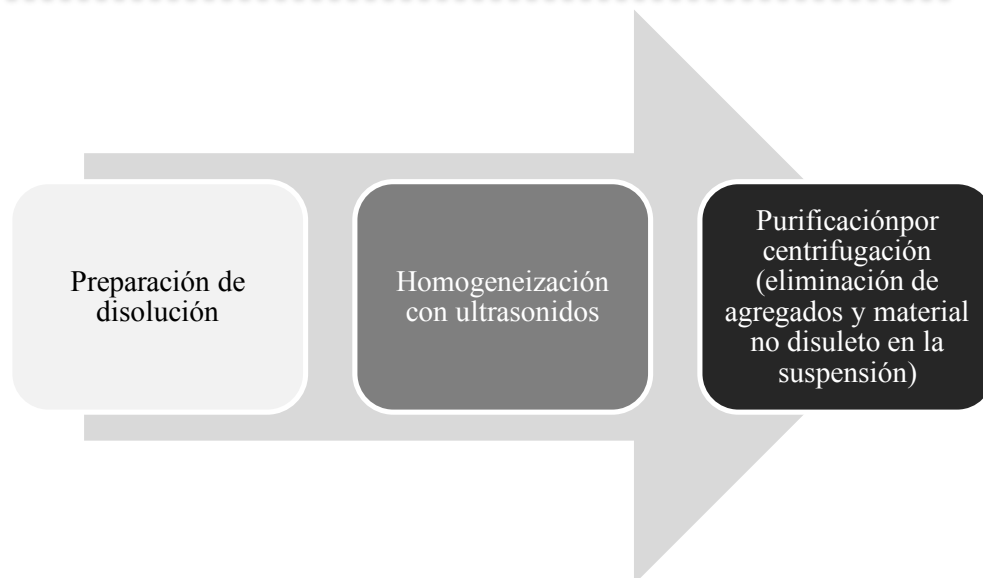 Preparación de
disolución
Homogeneización
con ultrasonidos
Purificaciónpor
centrifugación
(eliminación de
agregados y material
no disuleto en la
suspensión)